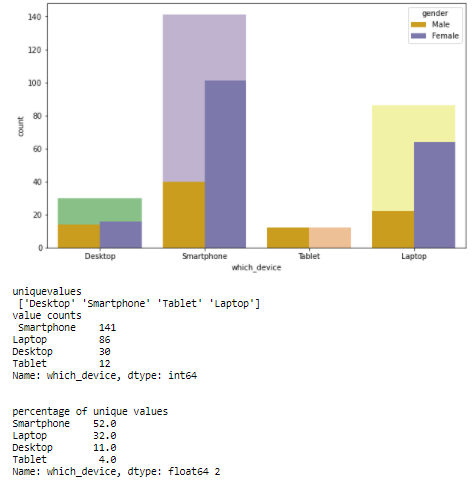 140
120
100
80
60
40
20
0
count
gender
Male
Female
Desktop Smartphone Tablet Laptop
which_device
uniquevalues
['Desktop' 'Smartphone' 'Tablet' 'Laptop']
value counts
Smartphone 141
Laptop 86
Desktop 30
Tablet 12
Name: which_device, dtype: int64
percentage of unique values
Smartphone 52.0
Laptop 32.0
Desktop 11.0
Tablet 4.0
Name: which_device, dtype: float64 2